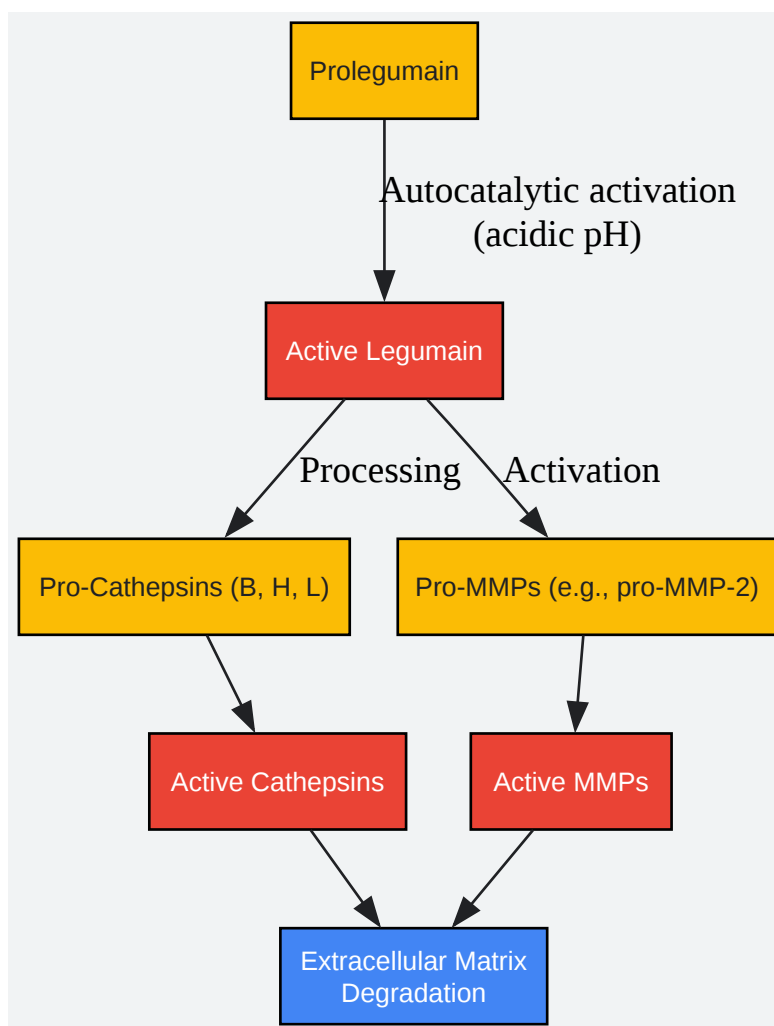 Prolegumain
Autocatalytic activation
(acidic pH)
Active Legumain
Processing
Activation
Pro-Cathepsins (B, H, L)
Pro-MMPs (e.g., pro-MMP-2)
Active Cathepsins
Active MMPs
Extracellular Matrix
Degradation